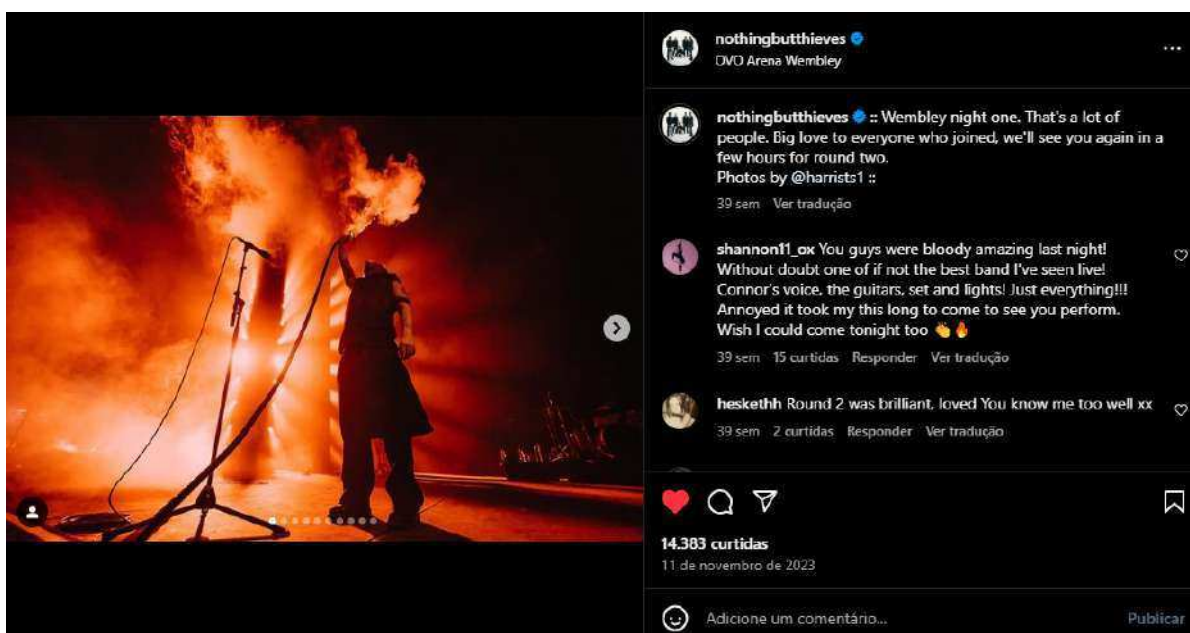 nothingbutthieves
OVO Arena Wembley
nothingbutthieves :: Wembley night one. That's a lot of
people. Big love to everyone who joined, we'll see you again in a
few hours for round two.
Photos by @harrists1 ::
39 sem Ver tradução
shannon11_ox You guys were bloody amazing last night!
Without doubt one of if not the best band I've seen live!
Connor's voice, the guitars, set and lights! Just everything!!!
Annoyed it took my this long to come to see you perform.
Wish I could come tonight too 👏🔥
39 sem 15 curtidas Responder Ver tradução
heskethh Round 2 was brilliant, loved You know me too well xx
39 sem 2 curtidas Responder Ver tradução
14.383 curtidas
11 de novembro de 2023
Adicione um comentário...
Publicar